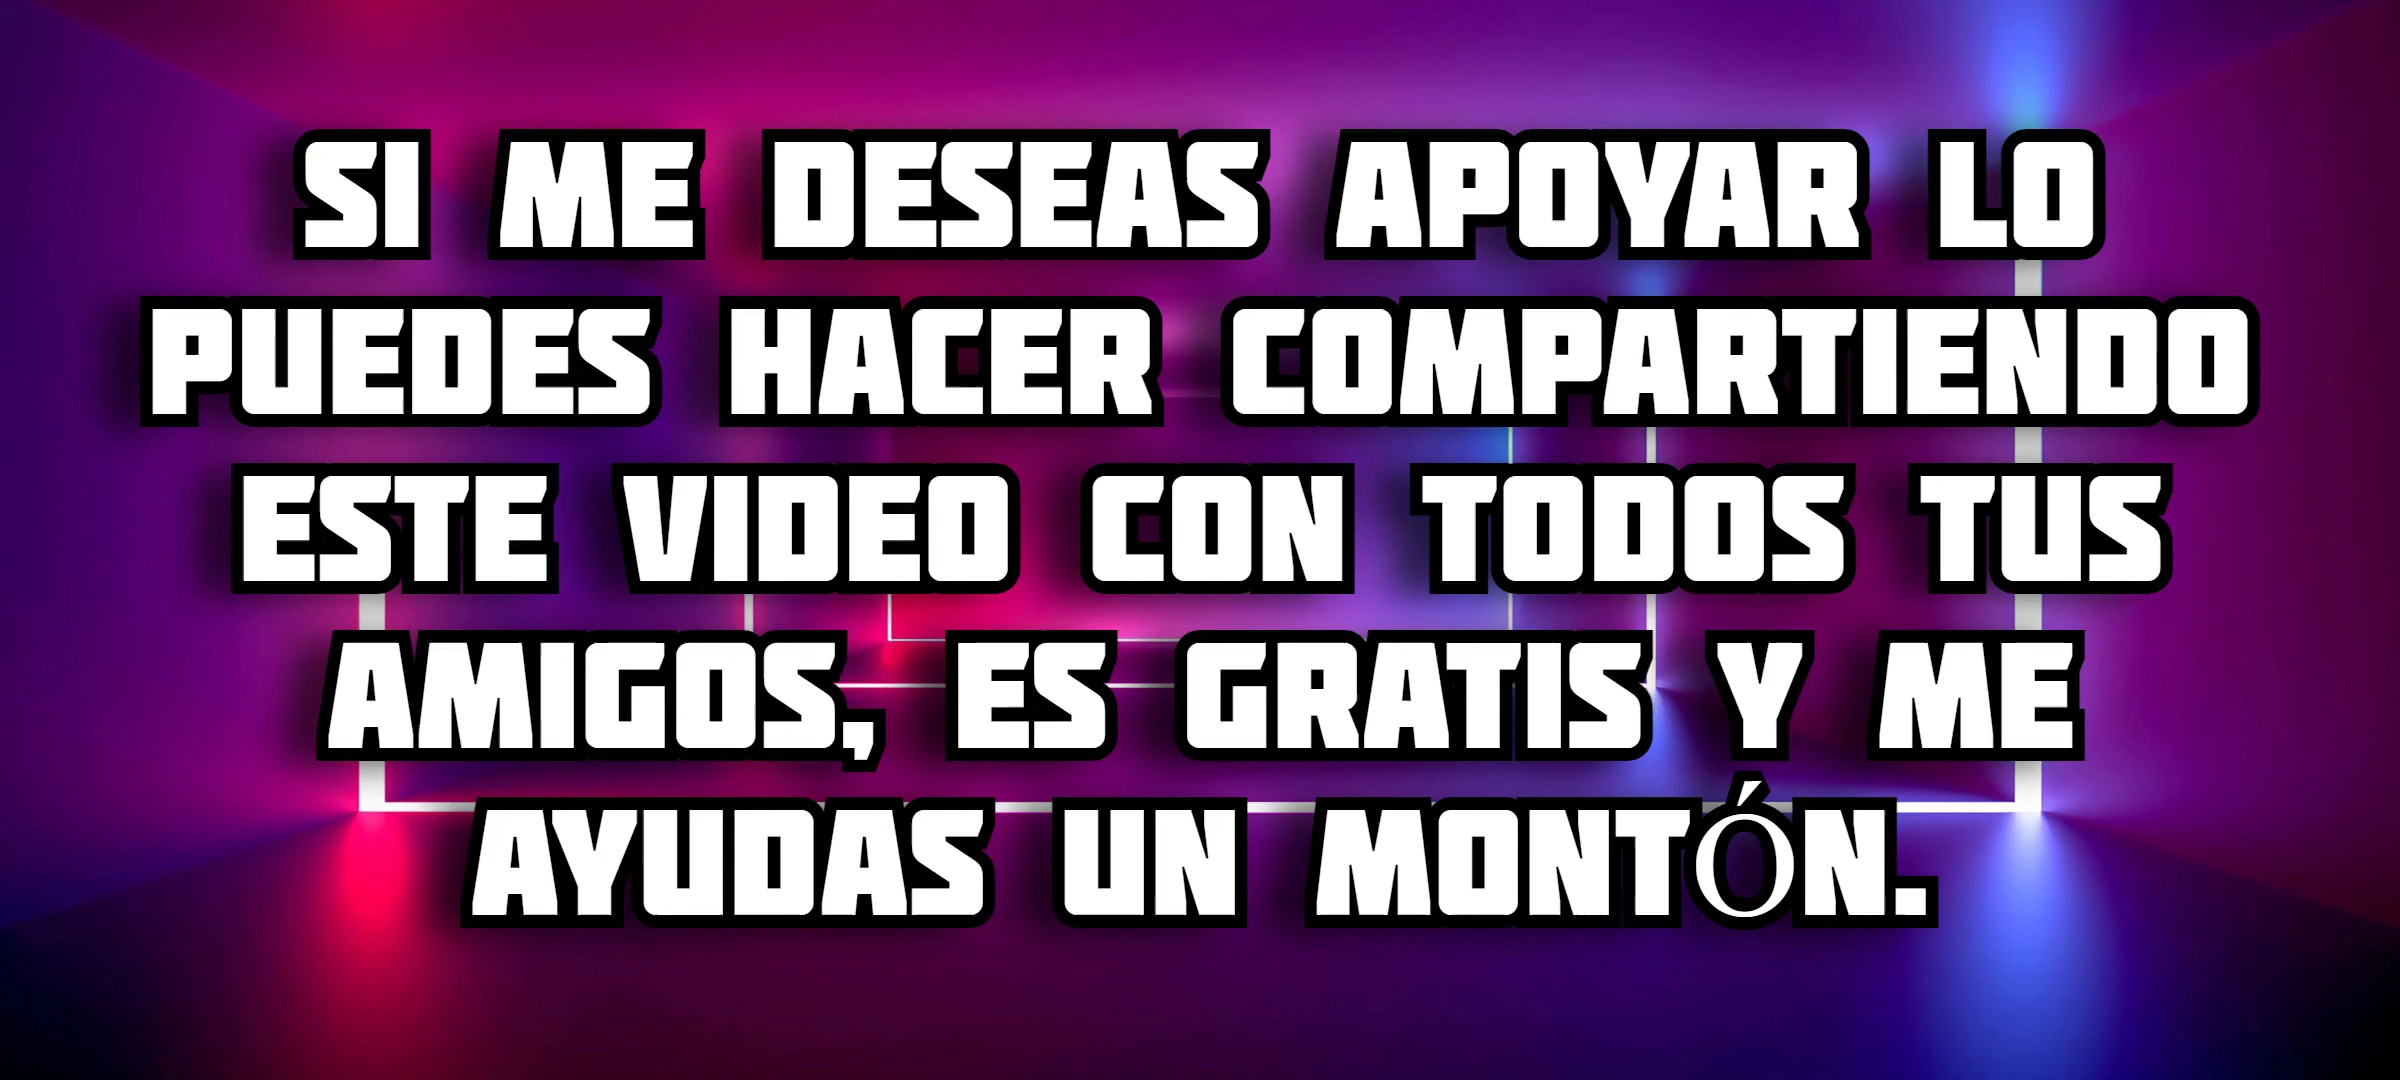 SI ME DESEAS APOYAR LO
PUEDES HACER COMPARTIENDO
ESTE VIDEO CON TODOS TUS
AMIGOS, ES GRATIS Y ME
AYUDAS UN MONTÓN.